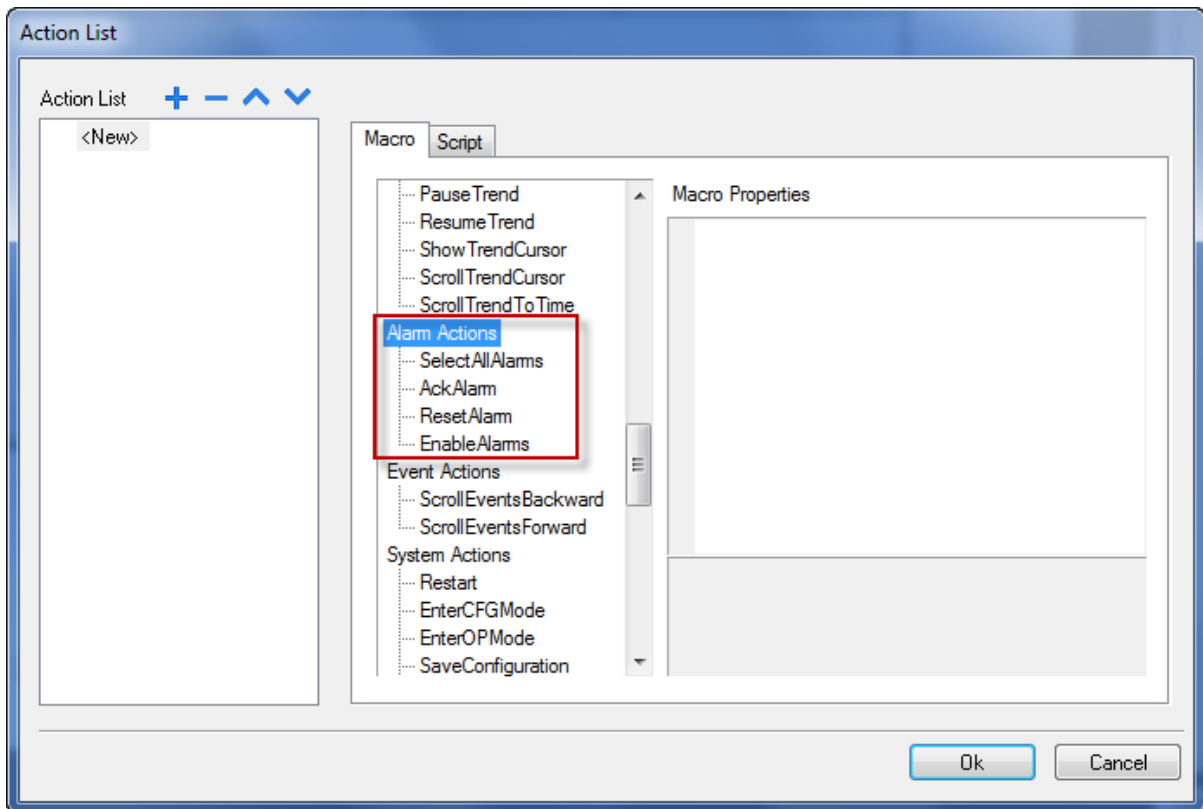 Action List
Action List
<New>
Macro
Script
PauseTrend
ResumeTrend
ShowTrendCursor
ScrollTrendCursor
ScrollTrendToTime
Alarm Actions
SelectAllAlarms
AckAlarm
ResetAlarm
EnableAlarms
Event Actions
ScrollEventsBackward
ScrollEventsForward
System Actions
Restart
EnterCFGMode
EnterOPMode
SaveConfiguration
Macro Properties
Ok
Cancel